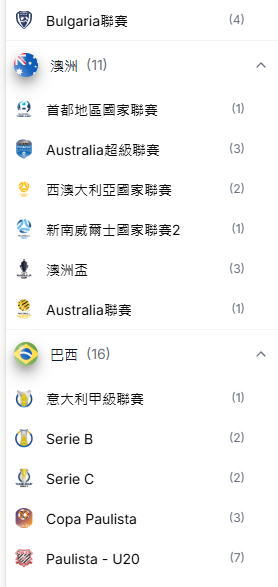 Bulgaria聯賽 (4)
澳洲 (11)
首都地區國家聯賽 (1)
Australia超級聯賽 (3)
西澳大利亞國家聯賽 (2)
新南威爾士國家聯賽2 (1)
澳洲盃 (3)
Australia聯賽 (1)
巴西 (16)
意大利甲級聯賽 (1)
Serie B (2)
Serie C (2)
Copa Paulista (3)
Paulista - U20 (7)